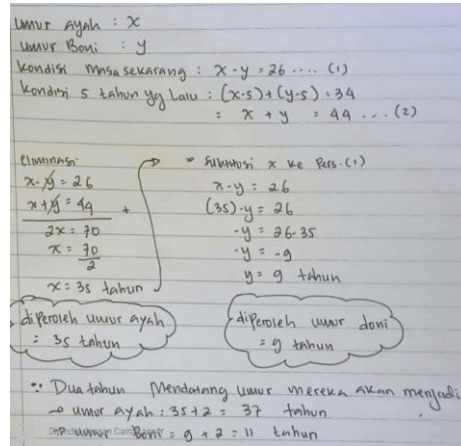 umur ayah : x
umur Boni : y
Kondisi masa sekarang : x - y = 26 .... (1)
Kondisi 5 tahun yg Lalu : (x-5)+(y-5) = 34
= x + y = 44 ... (2)
Eliminasi:
x-y = 26
x+y = 44 +
2x = 70
x = 70
2
x = 35 tahun
diperoleh umur ayah
= 35 tahun
Subtitusi x ke Pers.(1)
x-y = 26
(35)-y = 26
-y = 26-35
-y = -9
y = 9 tahun
diperoleh umur doni
= 9 tahun
∴ Dua tahun Mendatang umur mereka akan menjadi
→ umur ayah : 35+2 = 37 tahun
→ umur Boni = 9 + 2 = 11 tahun